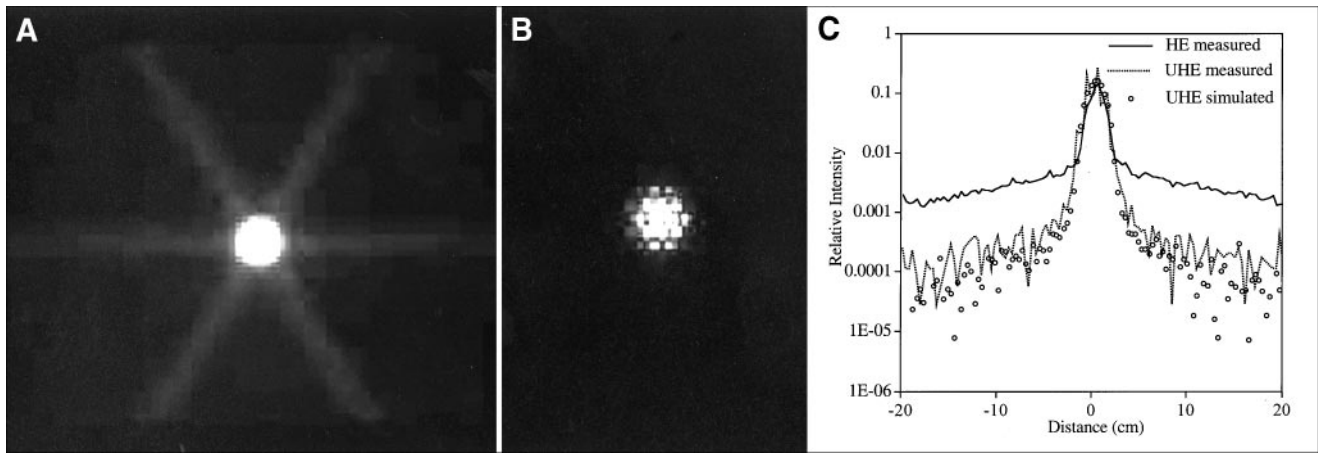 A
B
C
1
0.1
0.01
0.001
0.0001
1E-05
1E-06
Relative Intensity
HE measured
UHE measured
UHE simulated
-20 -10 0 10 20
Distance (cm)